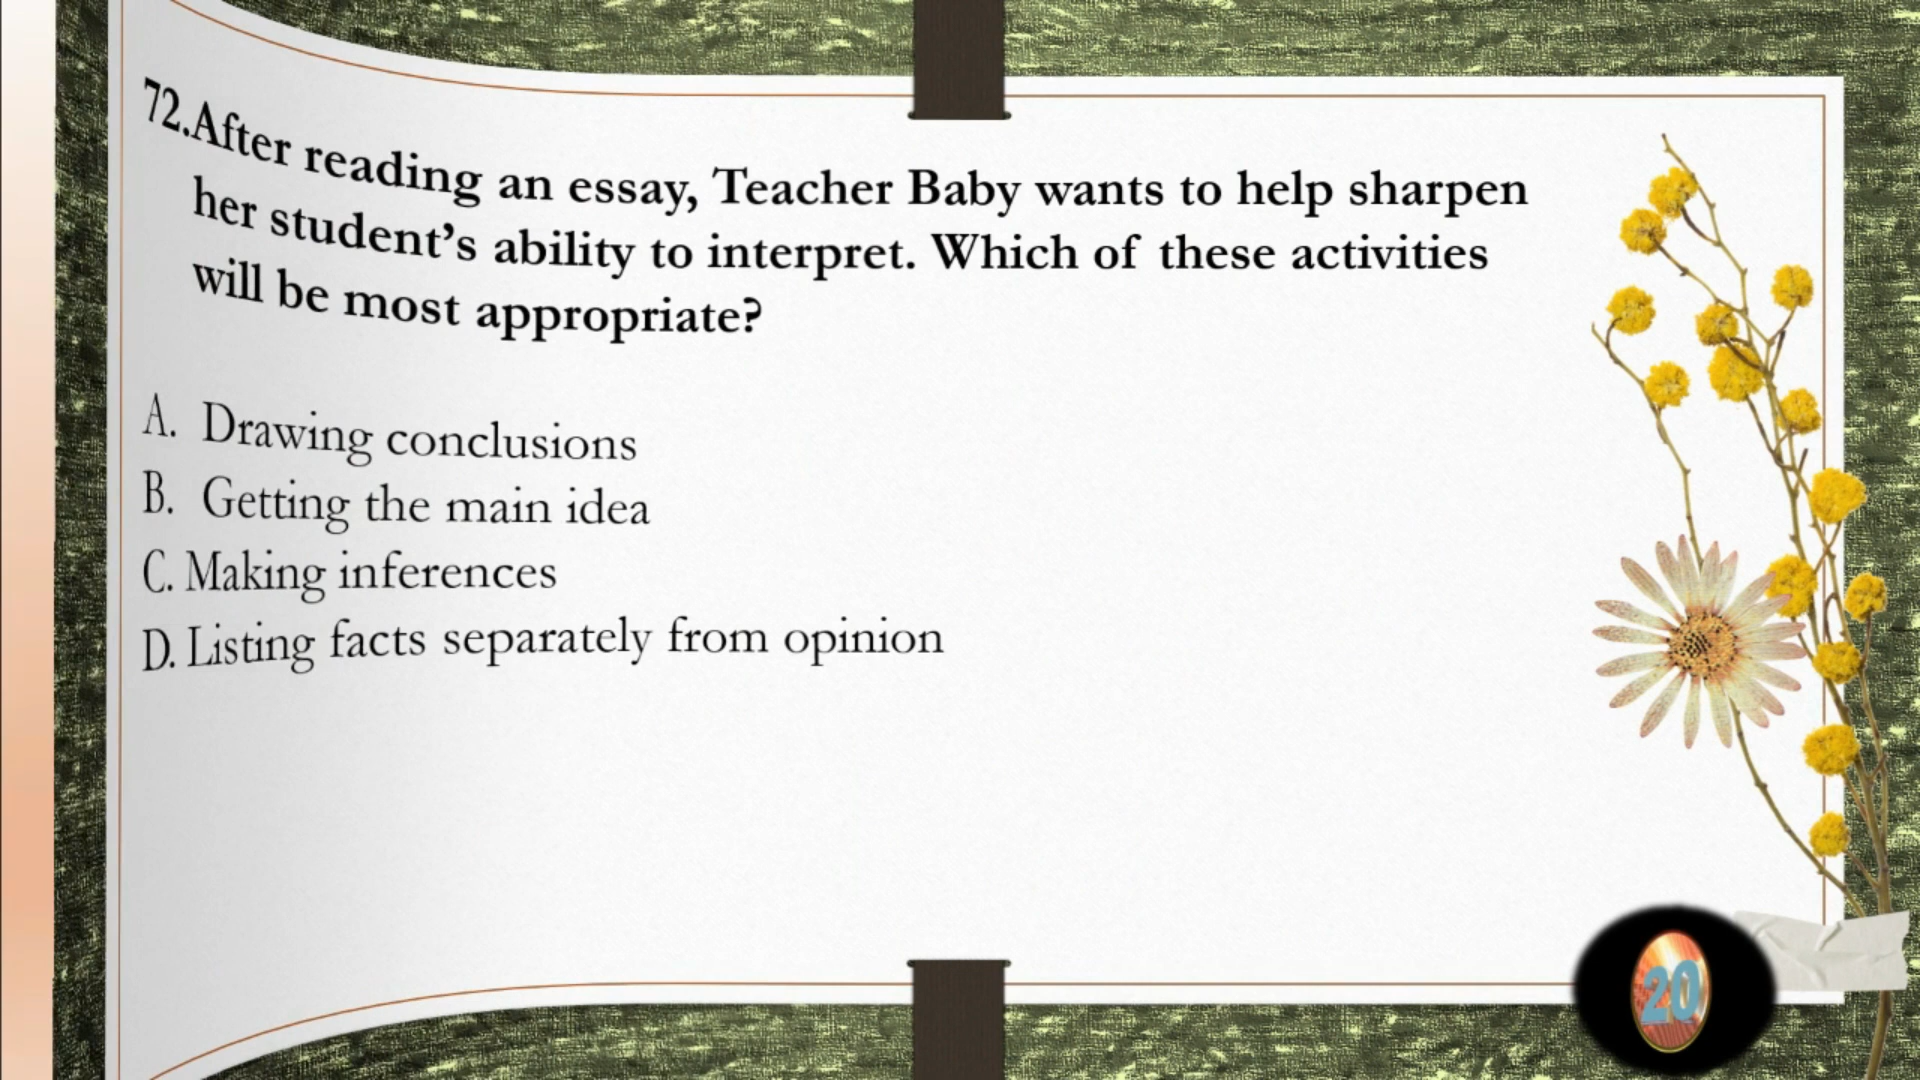 72.After reading an essay, Teacher Baby wants to help sharpen
her student’s ability to interpret. Which of these activities
will be most appropriate?
A. Drawing conclusions
B. Getting the main idea
C. Making inferences
D. Listing facts separately from opinion
20